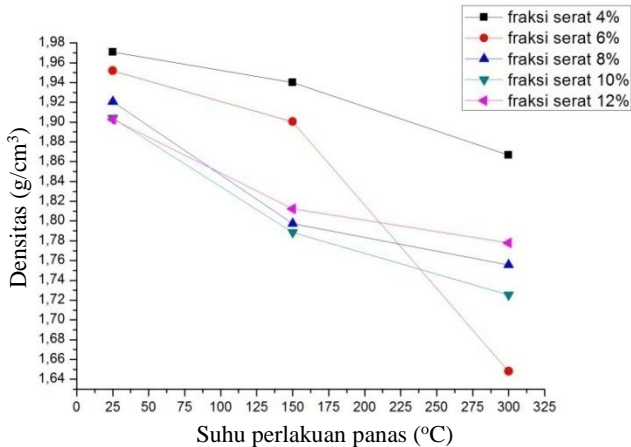 fraksi serat 4%
fraksi serat 6%
fraksi serat 8%
fraksi serat 10%
fraksi serat 12%
1,98
1,96
1,94
1,92
1,90
1,88
1,86
1,84
1,82
1,80
1,78
1,76
1,74
1,72
1,70
1,68
1,66
1,64
Densitas (g/cm³)
0 25 50 75 100 125 150 175 200 225 250 275 300 325
Suhu perlakuan panas (ᵒC)